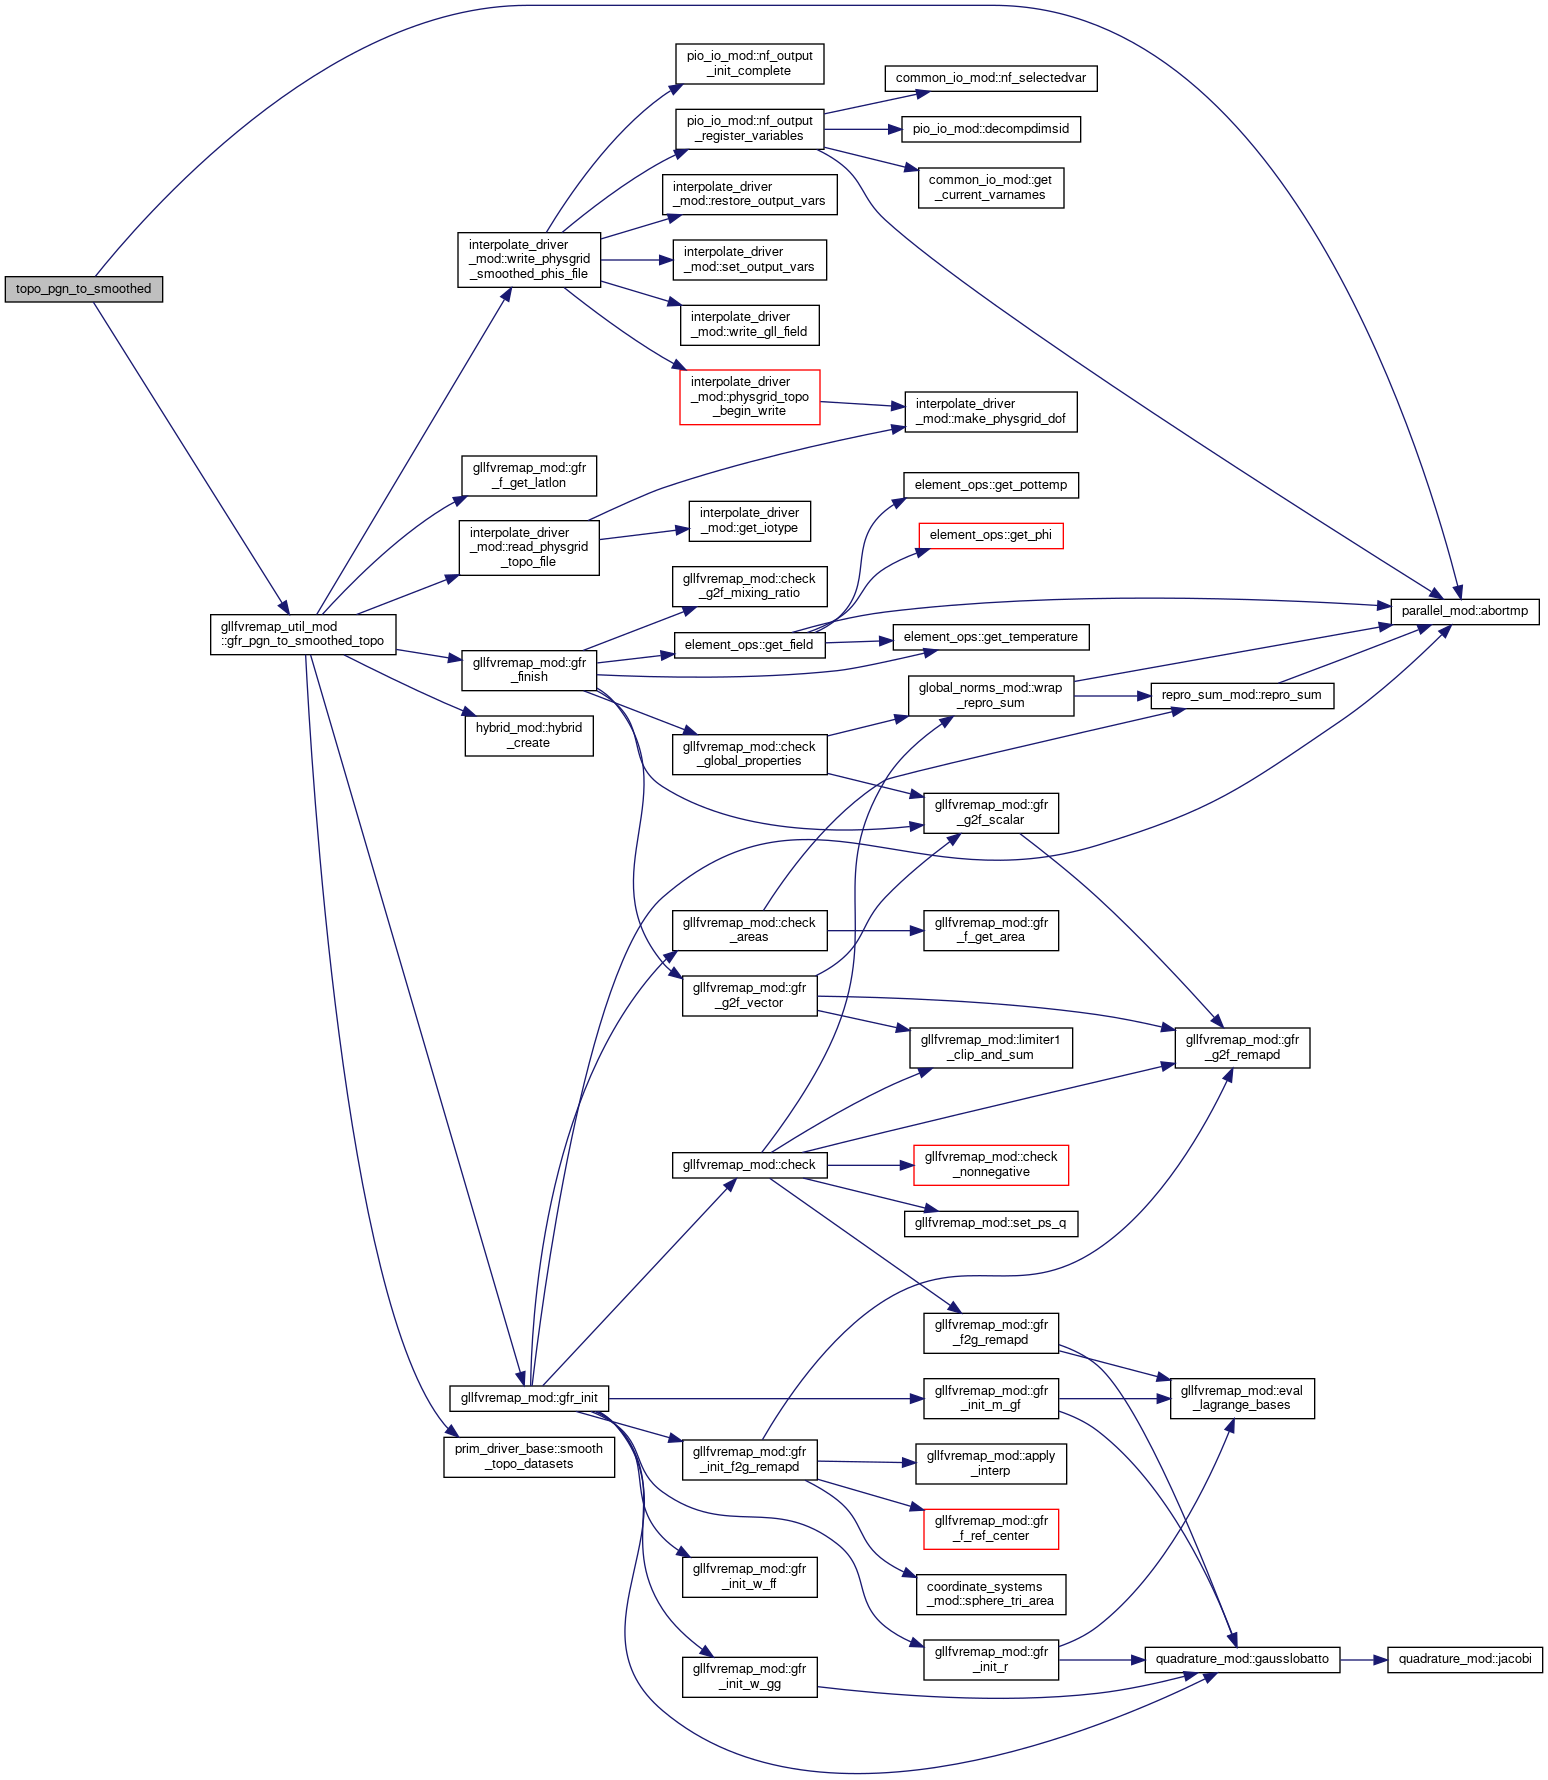 topo_pgn_to_smoothed
gllfvremap_util_mod
::gfr_pgn_to_smoothed_topo
interpolate_driver
_mod::write_physgrid
_smoothed_phis_file
gllfvremap_mod::gfr
_f_get_latlon
interpolate_driver
_mod::read_physgrid
_topo_file
gllfvremap_mod::gfr
_finish
hybrid_mod::hybrid
_create
gllfvremap_mod::gfr_init
prim_driver_base::smooth
_topo_datasets
pio_io_mod::nf_output
_init_complete
pio_io_mod::nf_output
_register_variables
interpolate_driver
_mod::restore_output_vars
interpolate_driver
_mod::set_output_vars
interpolate_driver
_mod::write_gll_field
interpolate_driver
_mod::physgrid_topo
_begin_write
interpolate_driver
_mod::get_iotype
gllfvremap_mod::check
_g2f_mixing_ratio
element_ops::get_field
gllfvremap_mod::check
_global_properties
gllfvremap_mod::check
_areas
gllfvremap_mod::gfr
_g2f_vector
gllfvremap_mod::check
gllfvremap_mod::gfr
_init_f2g_remapd
gllfvremap_mod::gfr
_init_w_ff
gllfvremap_mod::gfr
_init_w_gg
common_io_mod::nf_selectedvar
pio_io_mod::decompdimsid
common_io_mod::get
_current_varnames
interpolate_driver
_mod::make_physgrid_dof
element_ops::get_pottemp
element_ops::get_phi
element_ops::get_temperature
global_norms_mod::wrap
_repro_sum
gllfvremap_mod::gfr
_g2f_scalar
gllfvremap_mod::gfr
_f_get_area
gllfvremap_mod::limiter1
_clip_and_sum
gllfvremap_mod::check
_nonnegative
gllfvremap_mod::set_ps_q
gllfvremap_mod::gfr
_f2g_remapd
gllfvremap_mod::gfr
_init_m_gf
gllfvremap_mod::apply
_interp
gllfvremap_mod::gfr
_f_ref_center
coordinate_systems
_mod::sphere_tri_area
gllfvremap_mod::gfr
_init_r
repro_sum_mod::repro_sum
gllfvremap_mod::gfr
_g2f_remapd
gllfvremap_mod::eval
_lagrange_bases
quadrature_mod::gausslobatto
parallel_mod::abortmp
quadrature_mod::jacobi